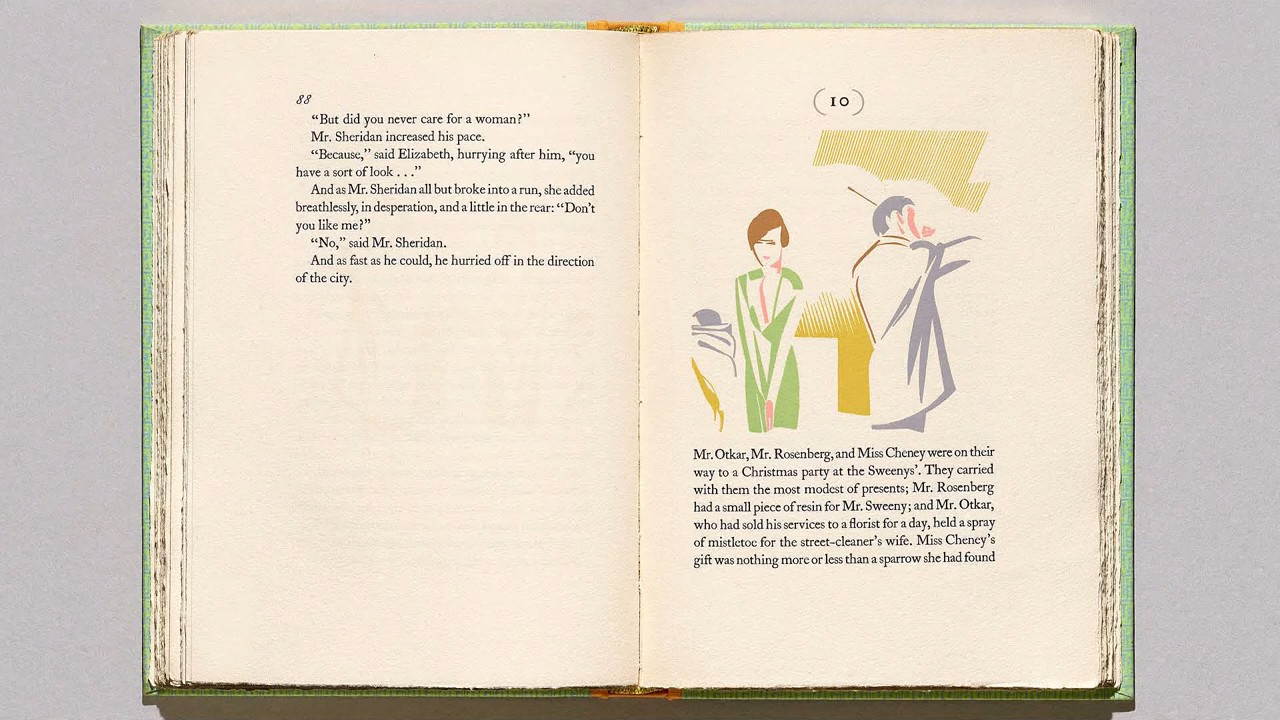 88
“But did you never care for a woman?”
Mr. Sheridan increased his pace.
“Because,” said Elizabeth, hurrying after him, “you
have a sort of look . . .”
And as Mr. Sheridan all but broke into a run, she added
breathlessly, in desperation, and a little in the rear: “Don’t
you like me?”
“No,” said Mr. Sheridan.
And as fast as he could, he hurried off in the direction
of the city.
(10)
Mr. Otkar, Mr. Rosenberg, and Miss Cheney were on their
way to a Christmas party at the Sweenys’. They carried
with them the most modest of presents; Mr. Rosenberg
had a small piece of resin for Mr. Sweeny; and Mr. Otkar,
who had sold his services to a florist for a day, held a spray
of mistletoe for the street-cleaner’s wife. Miss Cheney’s
gift was nothing more or less than a sparrow she had found